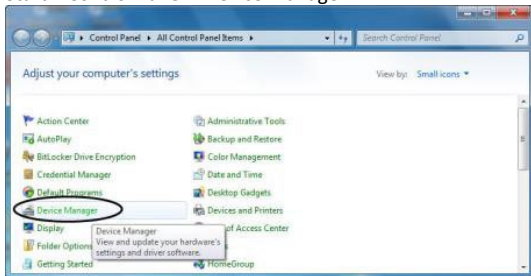 Control Panel ▸ All Control Panel Items ▸
Search Control Panel
Adjust your computer's settings
View by: Small icons
Action Center
Administrative Tools
AutoPlay
Backup and Restore
BitLocker Drive Encryption
Color Management
Credential Manager
Date and Time
Default Programs
Desktop Gadgets
Device Manager
Devices and Printers
Display
Device Manager
of Access Center
Folder Options
View and update your hardware's
settings and driver software.
Getting Started
HomeGroup